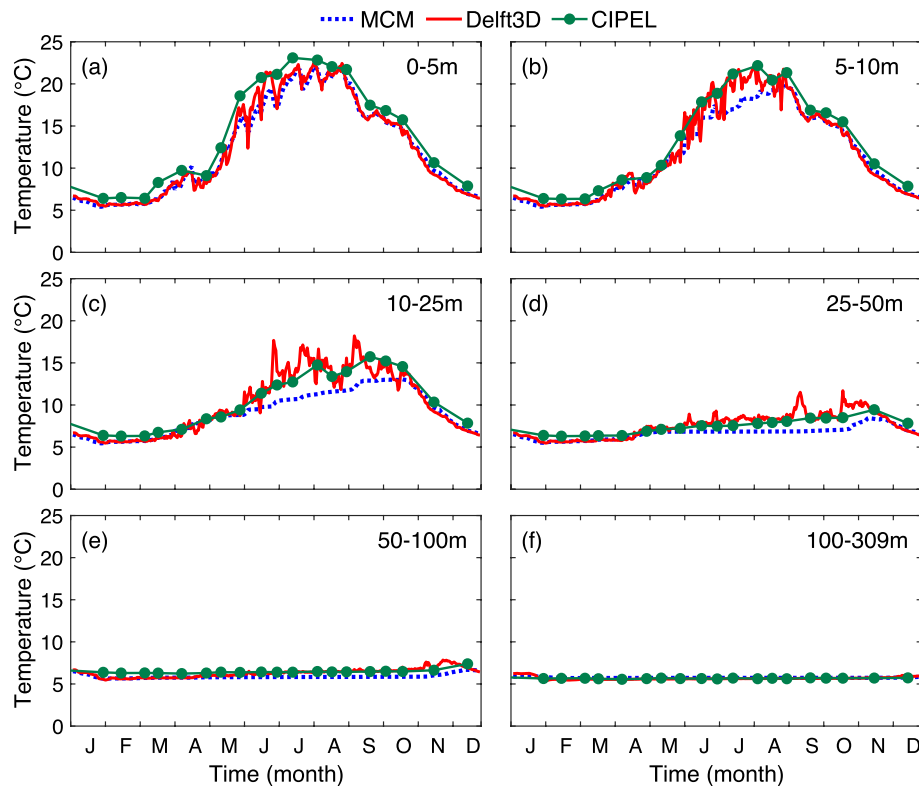 MCM Delft3D CIPEL
25
20
15
10
5
0
Temperature (°C)
(a) 0-5m
(b) 5-10m
25
20
15
10
5
0
Temperature (°C)
(c) 10-25m
(d) 25-50m
25
20
15
10
5
0
Temperature (°C)
(e) 50-100m
(f) 100-309m
J F M A M J J A S O N D
J F M A M J J A S O N D
Time (month)
Time (month)